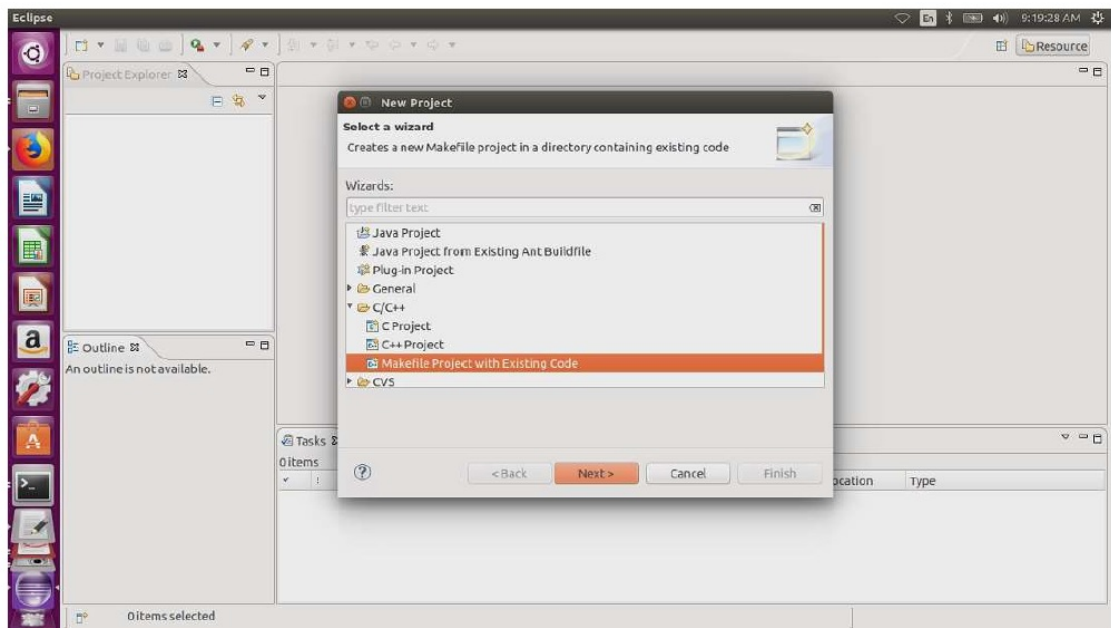 Eclipse
En
9:19:28 AM
Resource
Project Explorer
New Project
Select a wizard
Creates a new Makefile project in a directory containing existing code
Wizards:
type filter text
Java Project
Java Project from Existing Ant Buildfile
Plug-in Project
General
C/C++
C Project
C++ Project
Makefile Project with Existing Code
CVS
Outline
An outline is not available.
Tasks
0 items
! ocation Type
? < Back Next > Cancel Finish
0 items selected
a
A
>_